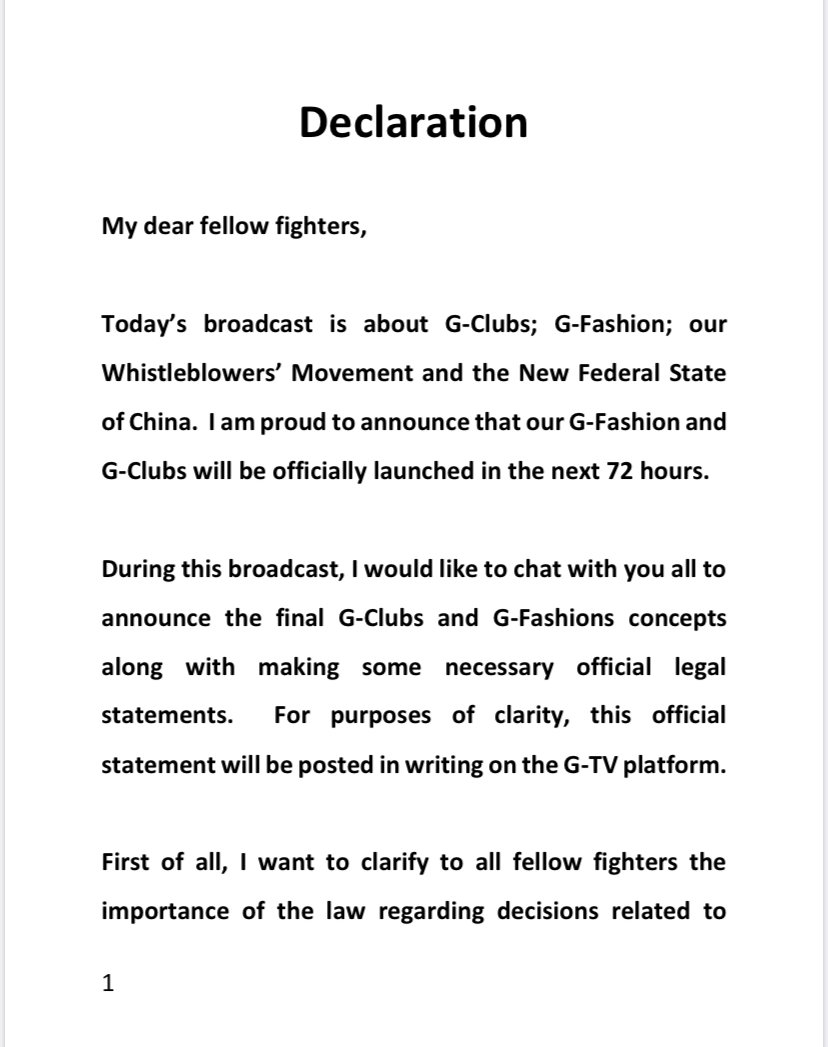 Declaration
My dear fellow fighters,
Today’s broadcast is about G-Clubs; G-Fashion; our
Whistleblowers’ Movement and the New Federal State
of China.  I am proud to announce that our G-Fashion and
G-Clubs will be officially launched in the next 72 hours.
During this broadcast, I would like to chat with you all to
announce the final G-Clubs and G-Fashions concepts
along with making some necessary official legal
statements.  For purposes of clarity, this official
statement will be posted in writing on the G-TV platform.
First of all, I want to clarify to all fellow fighters the
importance of the law regarding decisions related to
1